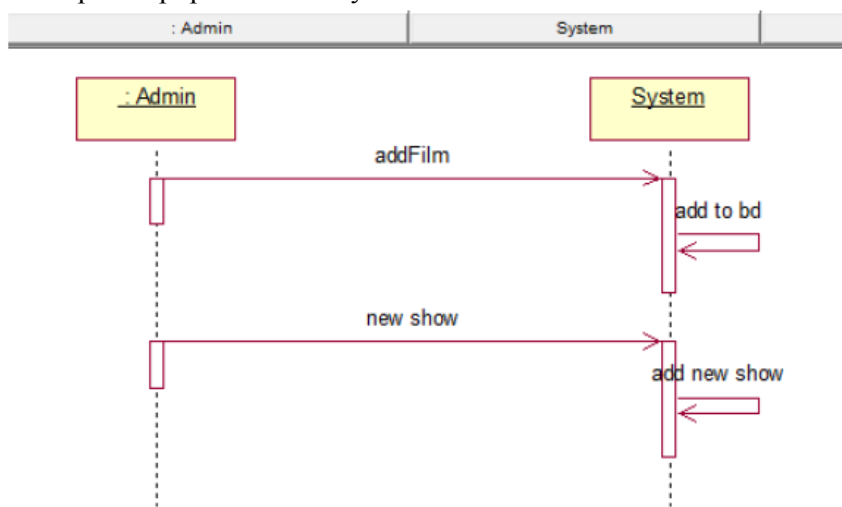 : Admin
System
: Admin
System
addFilm
add to bd
new show
add new show